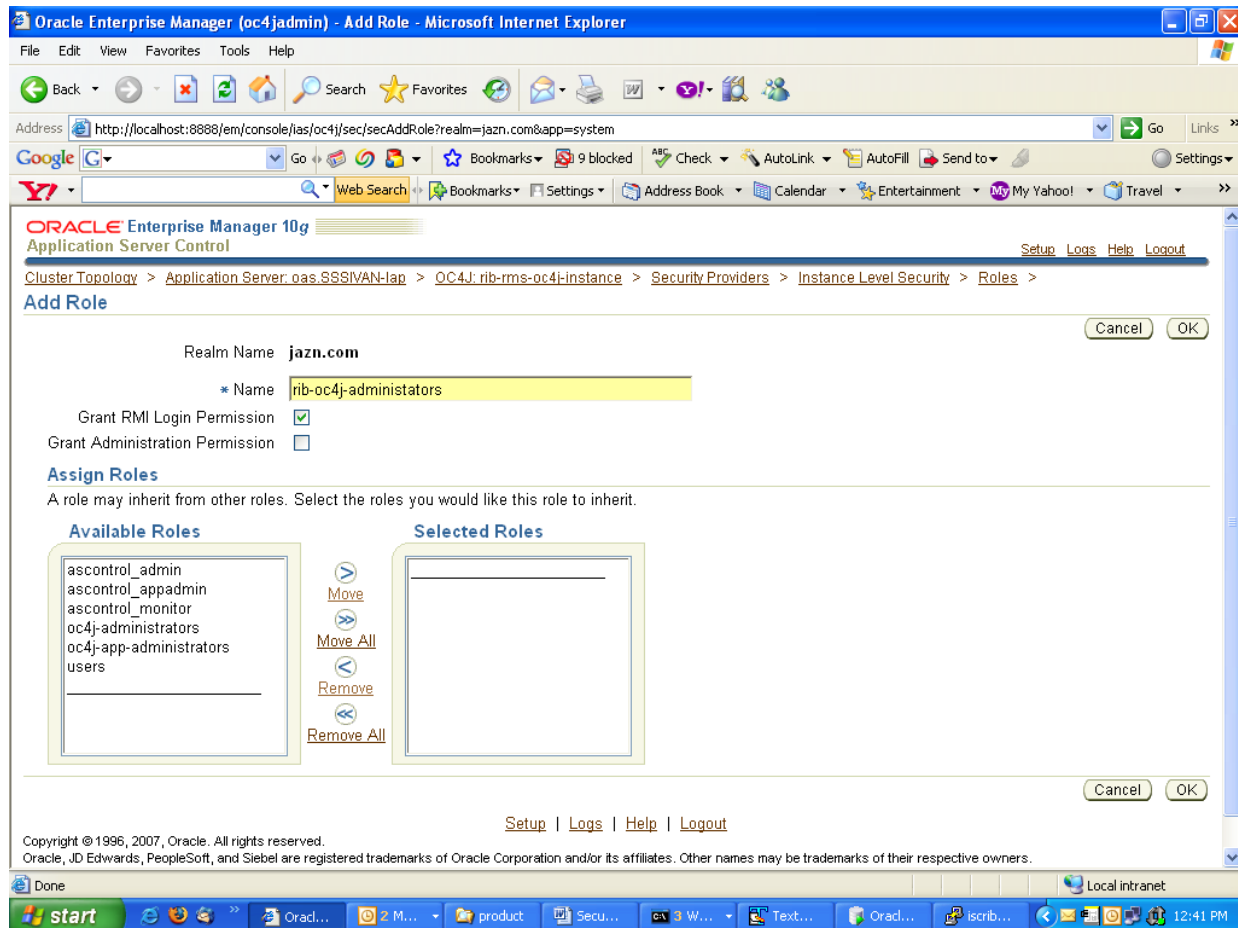 Oracle Enterprise Manager (oc4jadmin) - Add Role - Microsoft Internet Explorer
File Edit View Favorites Tools Help
Back Search Favorites
Address http://localhost:8888/em/console/ias/oc4j/sec/secAddRole?realm=jazn.com&app=system Go Links »
Google G Go Bookmarks 9 blocked ABC Check AutoLink AutoFill Send to Settings
Y! Web Search Bookmarks Settings Address Book Calendar Entertainment My My Yahoo! Travel »
ORACLE Enterprise Manager 10g
Application Server Control
Setup Logs Help Logout
Cluster Topology > Application Server: oas.SSSIVAN-lap > OC4J: rib-rms-oc4j-instance > Security Providers > Instance Level Security > Roles >
Add Role
Cancel OK
Realm Name jazn.com
* Name rib-oc4j-administators
Grant RMI Login Permission
Grant Administration Permission
Assign Roles
A role may inherit from other roles. Select the roles you would like this role to inherit.
Available Roles Selected Roles
ascontrol_admin
ascontrol_appadmin
ascontrol_monitor
oc4j-administrators
oc4j-app-administrators
users
Move
Move All
Remove
Remove All
Cancel OK
Setup | Logs | Help | Logout
Copyright © 1996, 2007, Oracle. All rights reserved.
Oracle, JD Edwards, PeopleSoft, and Siebel are registered trademarks of Oracle Corporation and/or its affiliates. Other names may be trademarks of their respective owners.
Done Local intranet
start » Oracl... 2 M... product Secu... 3 W... Text... Oracl... iscrib... 12:41 PM